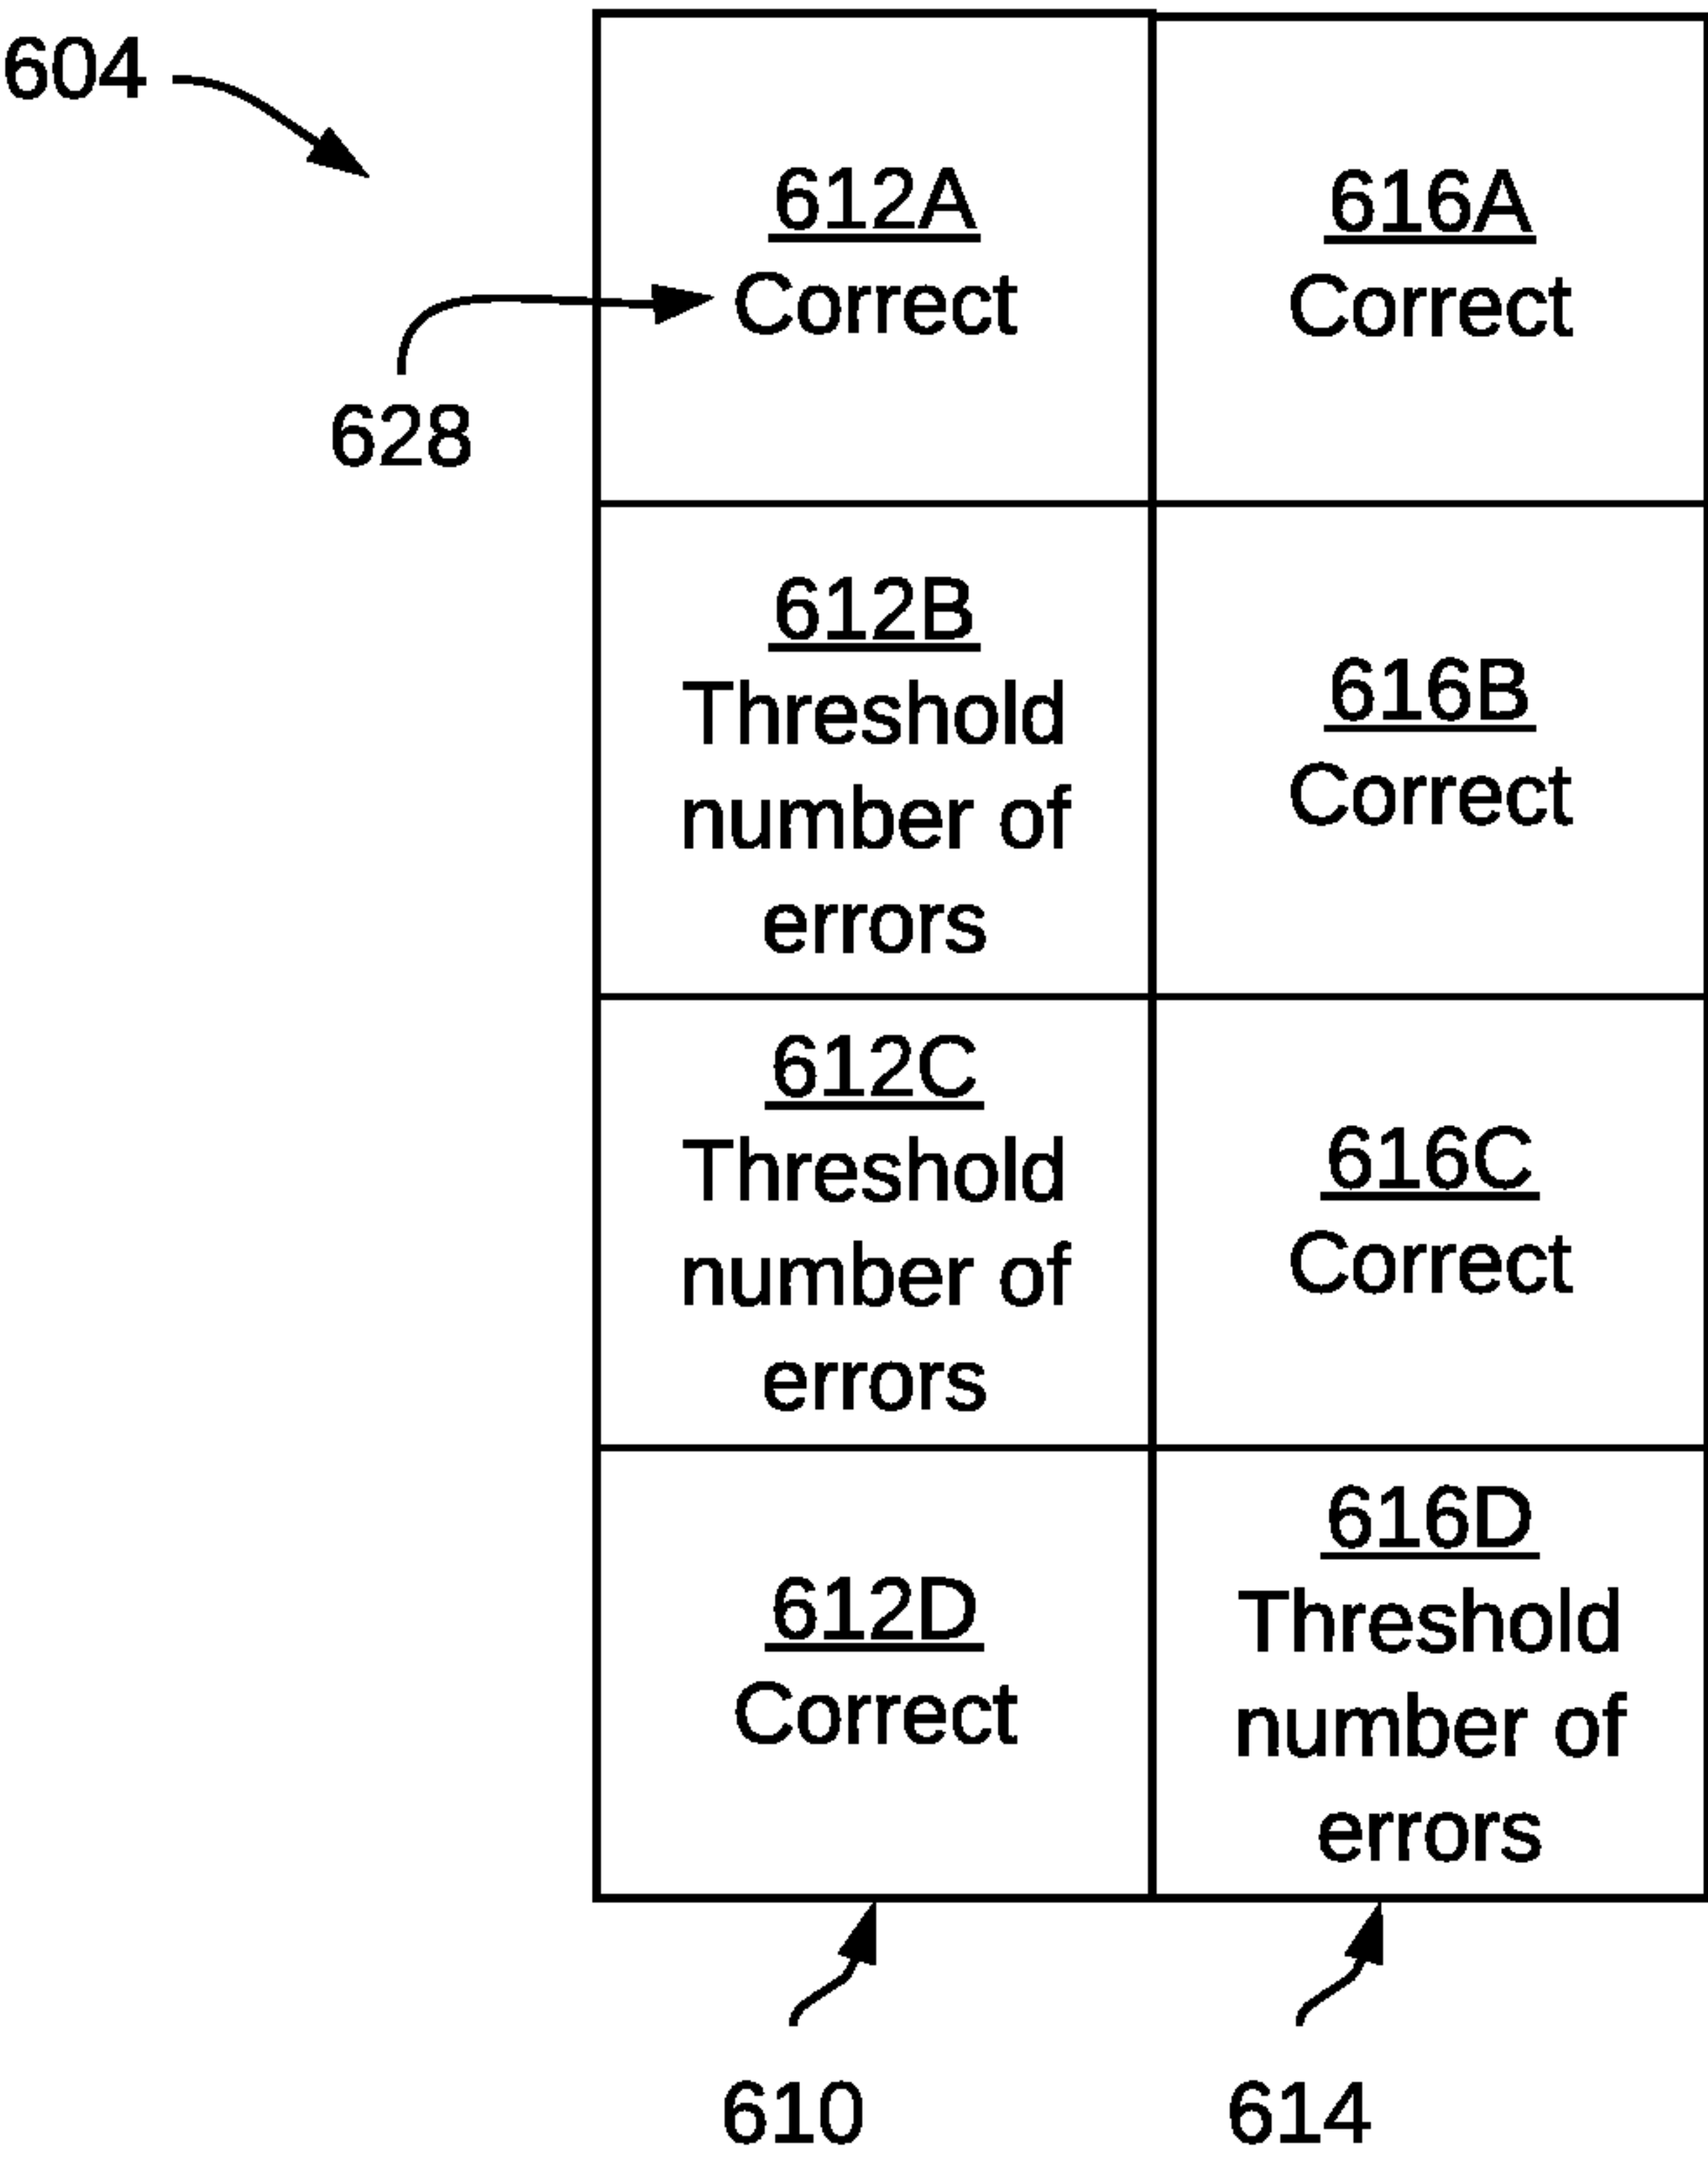 604
612A
Correct
616A
Correct
628
612B
Threshold
number of
errors
616B
Correct
612C
Threshold
number of
errors
616C
Correct
612D
Correct
616D
Threshold
number of
errors
610
614